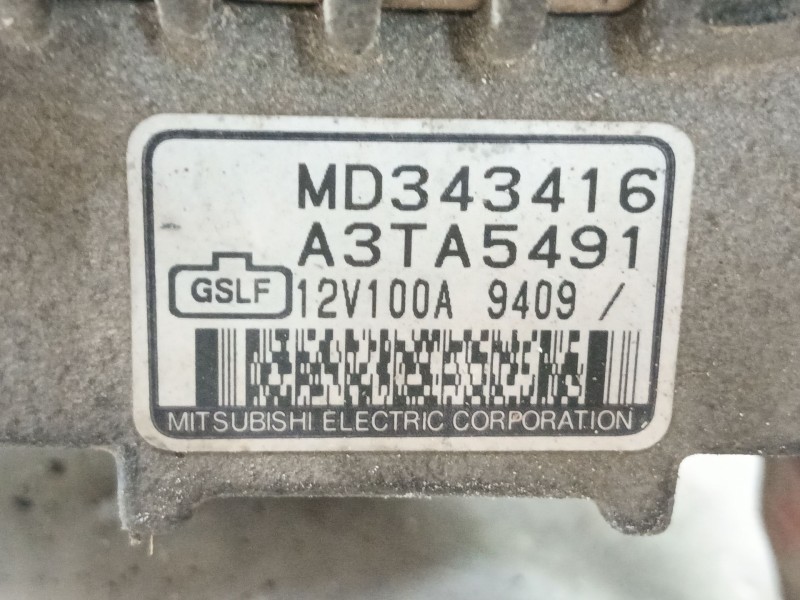 MD343416
A3TA5491
GSLF 12V100A 9409 /
MITSUBISHI ELECTRIC CORPORATION